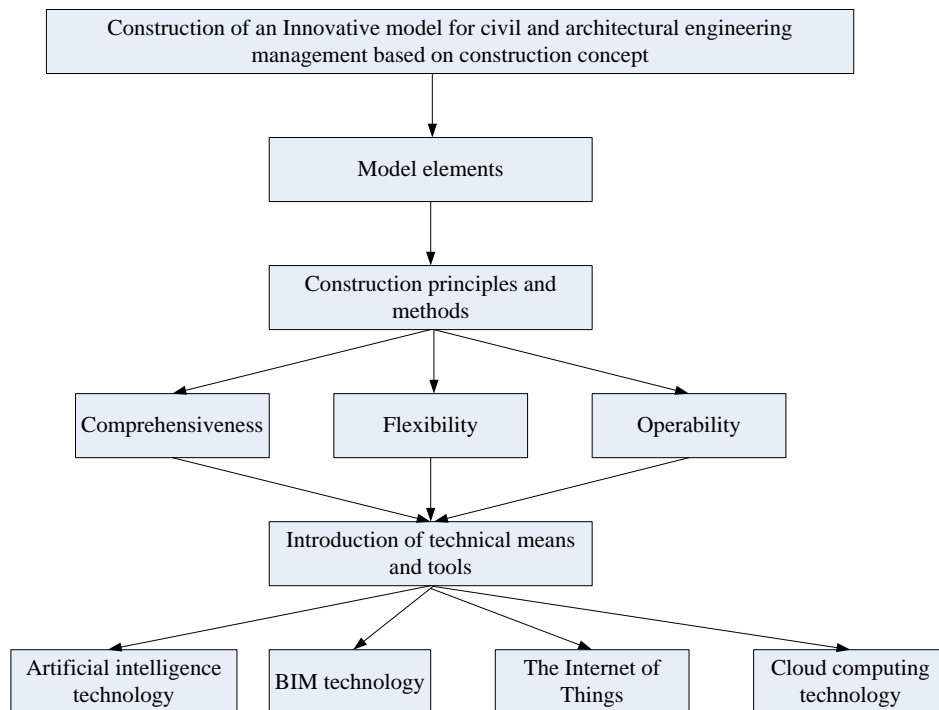 Construction of an Innovative model for civil and architectural engineering
management based on construction concept
Model elements
Construction principles and
methods
Comprehensiveness
Flexibility
Operability
Introduction of technical means
and tools
Artificial intelligence
technology
BIM technology
The Internet of
Things
Cloud computing
technology